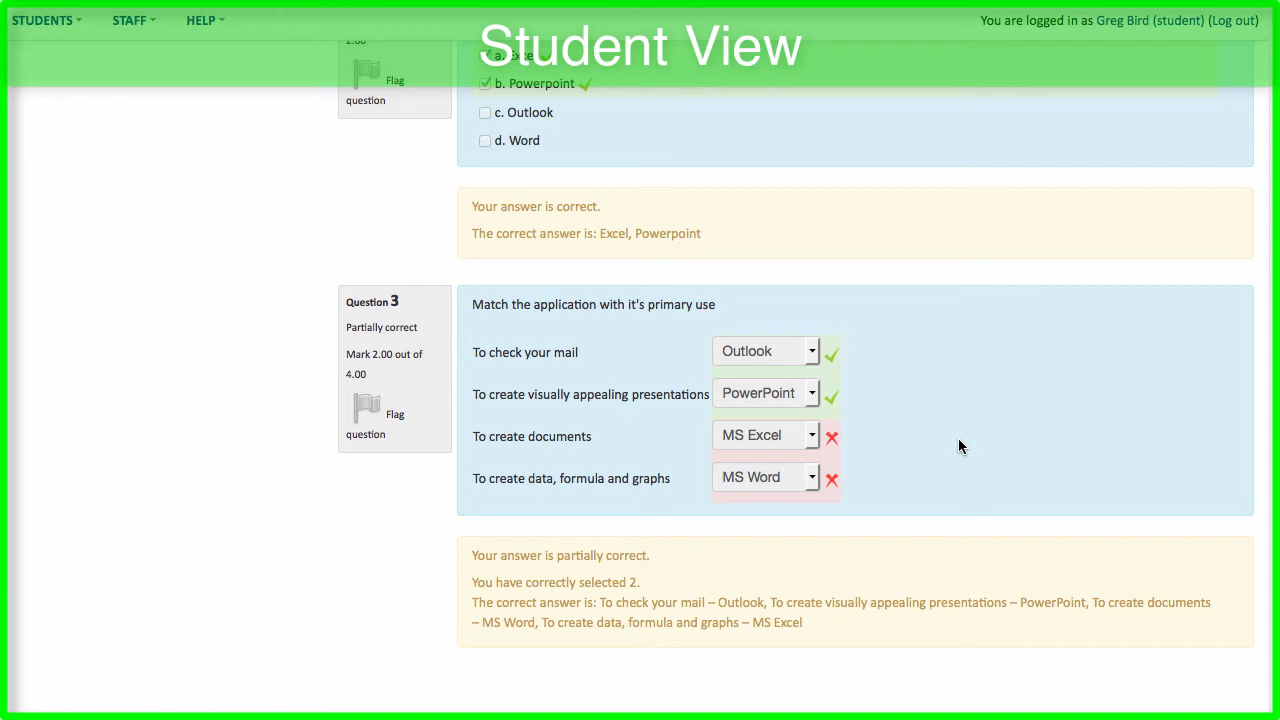 STUDENTS STAFF HELP You are logged in as Greg Bird (student) (Log out)
Student View
2.00
a. Excel
Flag
question
b. Powerpoint
c. Outlook
d. Word
Your answer is correct.
The correct answer is: Excel, Powerpoint
Question 3
Partially correct
Mark 2.00 out of
4.00
Flag
question
Match the application with it's primary use
To check your mail Outlook
To create visually appealing presentations PowerPoint
To create documents MS Excel
To create data, formula and graphs MS Word
Your answer is partially correct.
You have correctly selected 2.
The correct answer is: To check your mail – Outlook, To create visually appealing presentations – PowerPoint, To create documents
– MS Word, To create data, formula and graphs – MS Excel